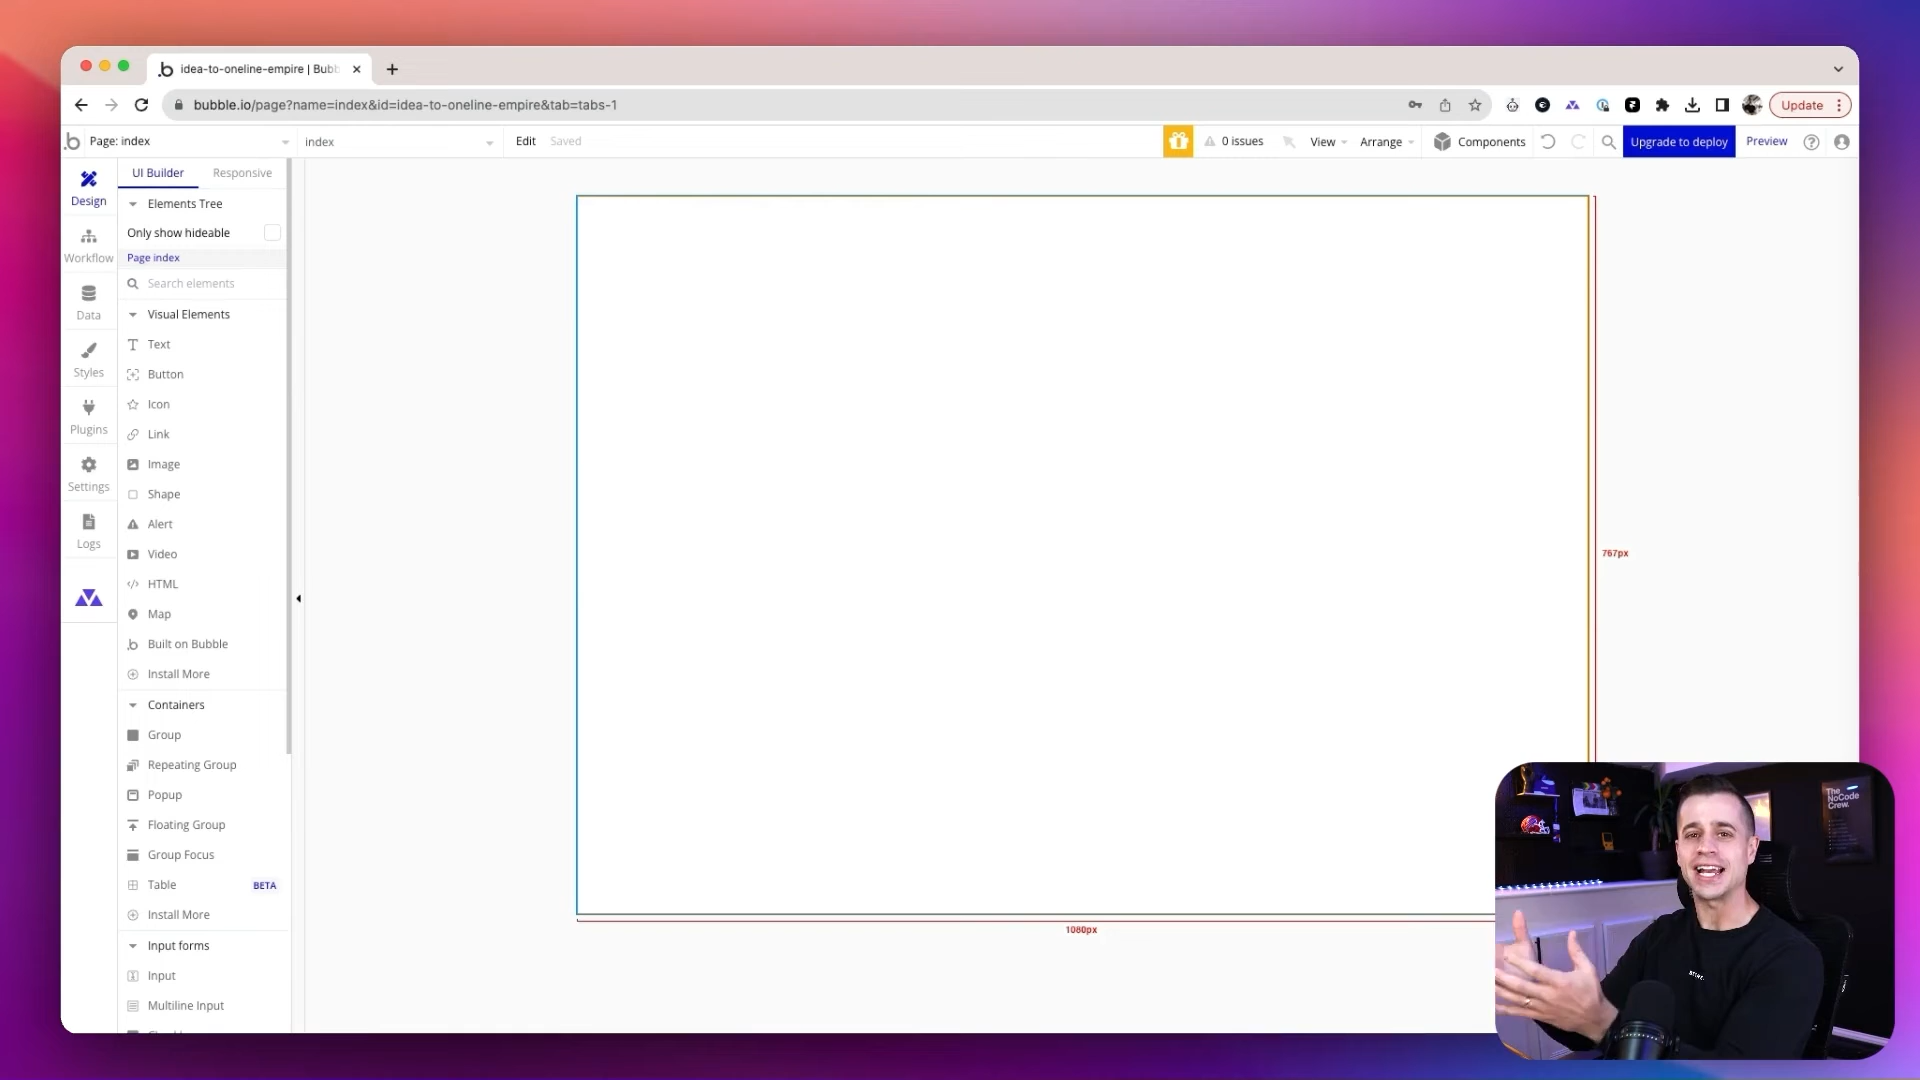 idea-to-oneline-empire | Bubb
bubble.io/page?name=index&id=idea-to-oneline-empire&tab=tabs-1
Update
Page: index
index
Edit
Saved
0 issues
View
Arrange
Components
Upgrade to deploy
Preview
Design
Workflow
Data
Styles
Plugins
Settings
Logs
UI Builder
Responsive
Elements Tree
Only show hideable
Page index
Search elements
Visual Elements
Text
Button
Icon
Link
Image
Shape
Alert
Video
HTML
Map
Built on Bubble
Install More
Containers
Group
Repeating Group
Popup
Floating Group
Group Focus
Table
BETA
Install More
Input forms
Input
Multiline Input
767px
1080px
The
NoCode
Crew.